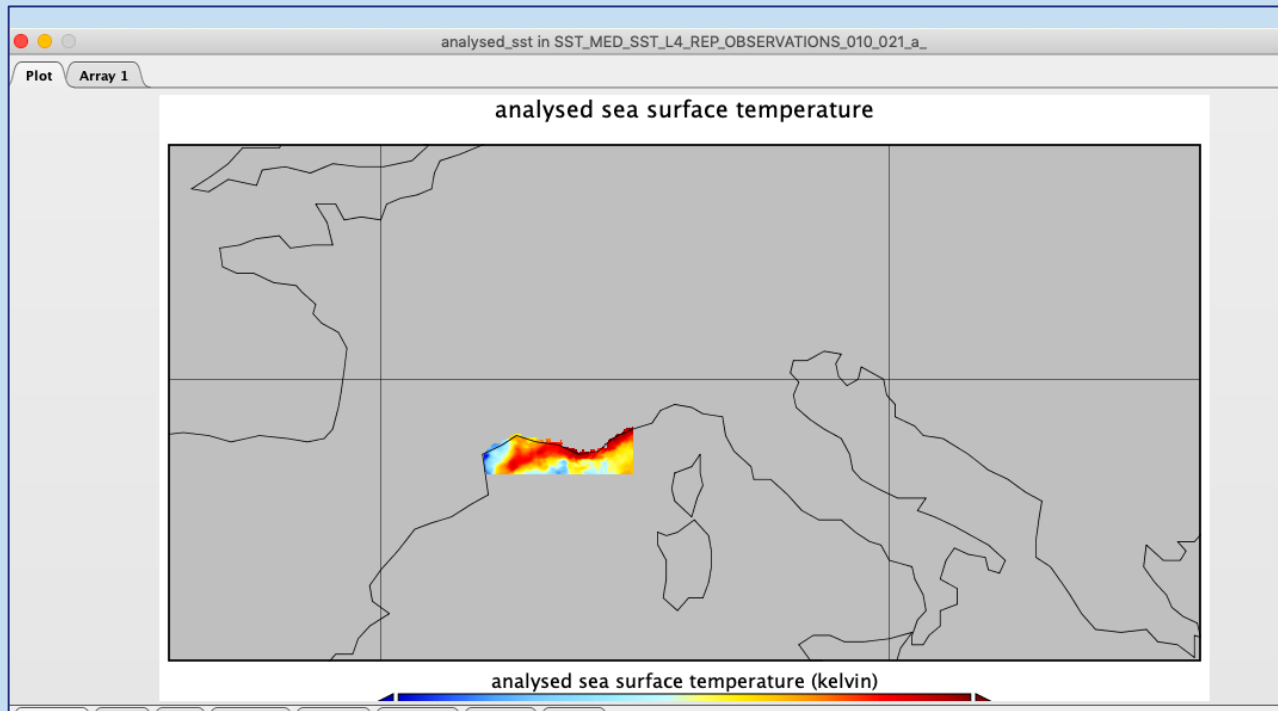 analysed_sst in SST_MED_SST_L4_REP_OBSERVATIONS_010_021_a_
Plot
Array 1
analysed sea surface temperature
analysed sea surface temperature (kelvin)